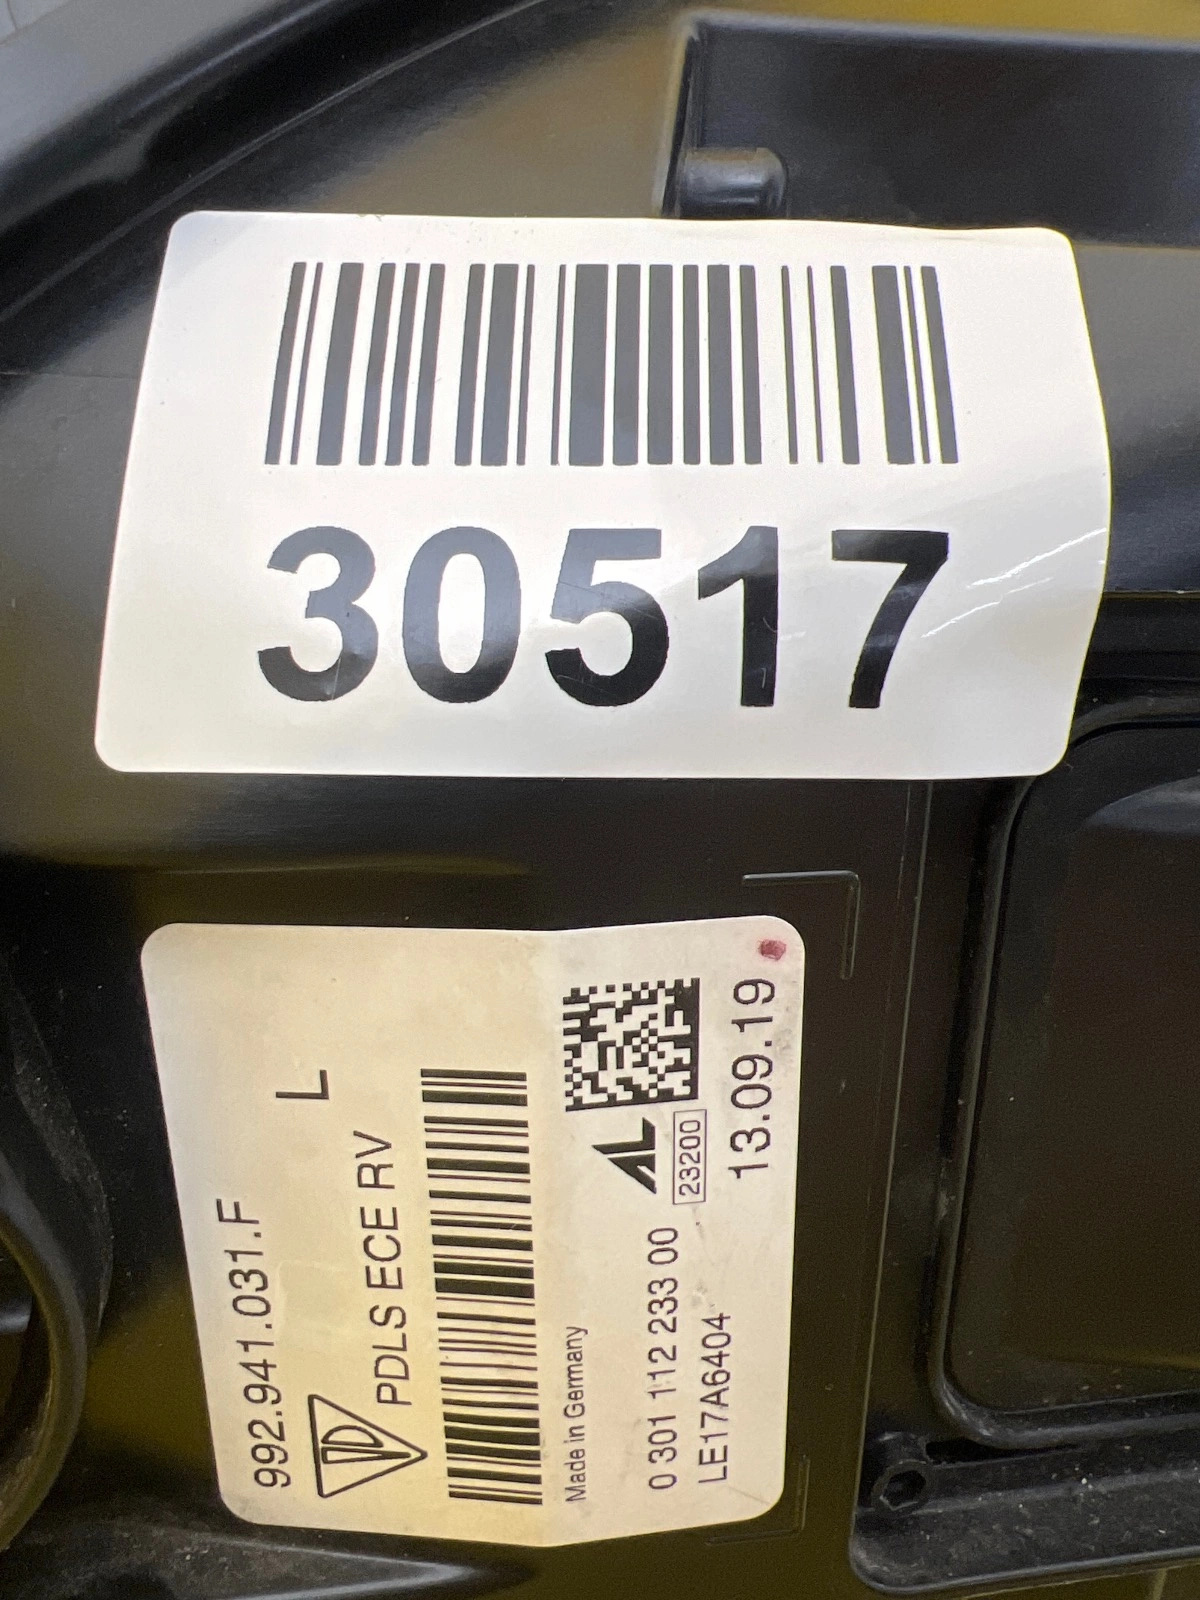 30517
992.941.031.F L
PDLS ECE RV
Made in Germany
AL
23200
0 301 112 233 00
LE17A6404
13.09.19